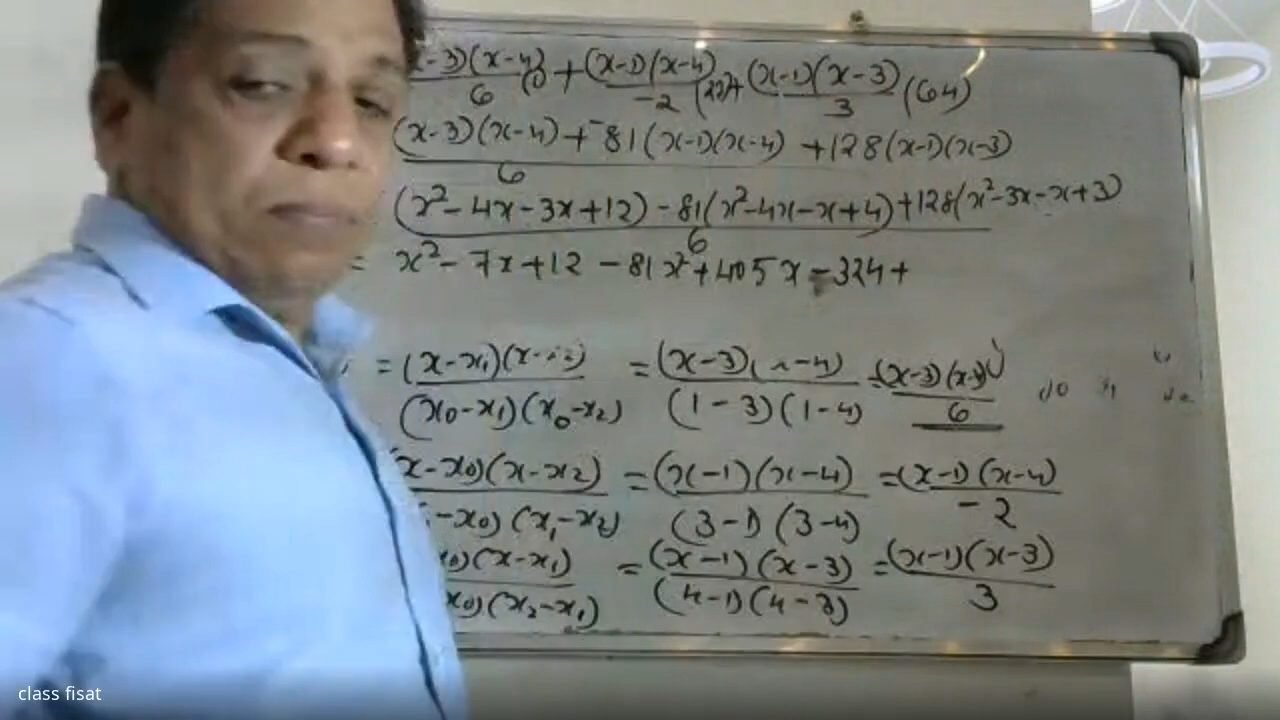 -3)(x-4)/6 (1) + (x-1)(x-4)/-2 (27)+ (x-1)(x-3)/3 (64)
(x-3)(x-4)+-81(x-1)(x-4) +128(x-1)(x-3)
6
(x²-4x-3x+12)-81(x²-4x-x+4)+128(x²-3x-x+3)
6
= x²-7x+12-81x²+405x-324+
= (x-x₁)(x-x₂)/(x₀-x₁)(x₀-x₂) = (x-3)(x-4)/(1-3)(1-4) = (x-3)(x-4)/6
x-x₀)(x-x₂)/-x₀)(x₁-x₂) = (x-1)(x-4)/(3-1)(3-4) = (x-1)(x-4)/-2
x₀)(x-x₁)/x₀)(x₂-x₁) = (x-1)(x-3)/(4-1)(4-3) = (x-1)(x-3)/3
class fisat